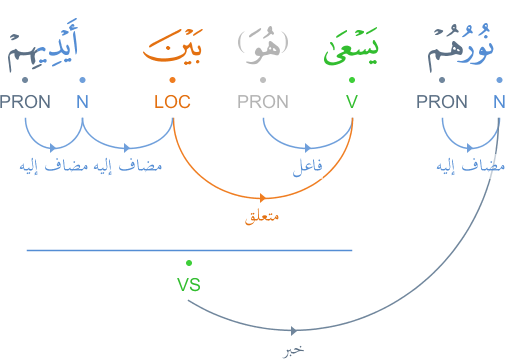 نُورُهُمْ يَسْعَىٰ (هُوَ) بَيْنَ أَيْدِيهِمْ
N PRON V PRON LOC N PRON
مضاف إليه فاعل مضاف إليه مضاف إليه
متعلق
VS
خبر